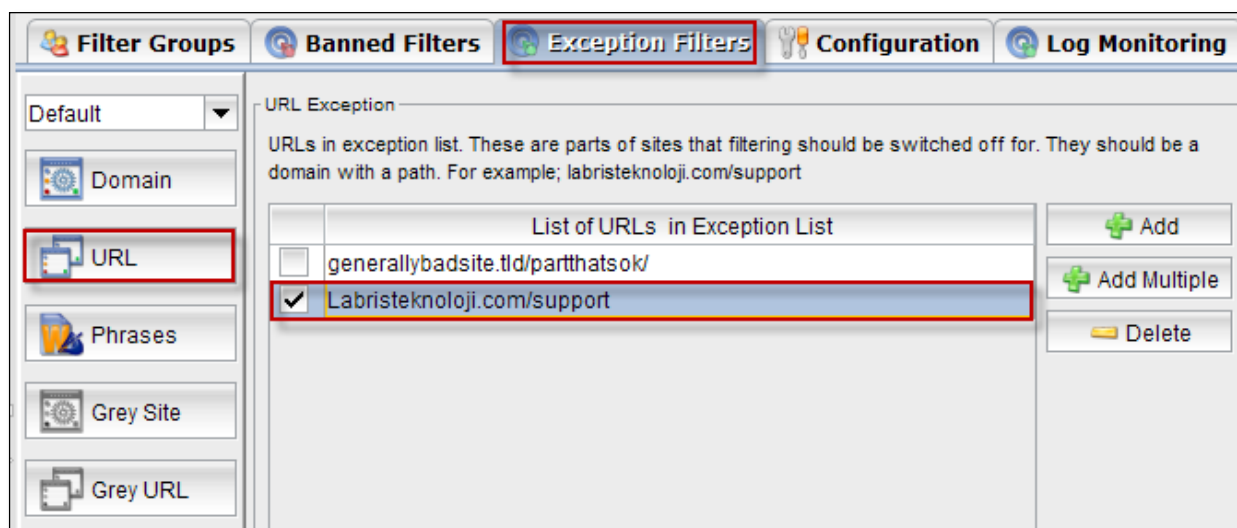 Filter Groups Banned Filters Exception Filters Configuration Log Monitoring
Default
Domain
URL
Phrases
Grey Site
Grey URL
URL Exception
URLs in exception list. These are parts of sites that filtering should be switched off for. They should be a
domain with a path. For example; labristeknoloji.com/support
List of URLs in Exception List
generallybadsite.tld/partthatsok/
Labristeknoloji.com/support
Add
Add Multiple
Delete